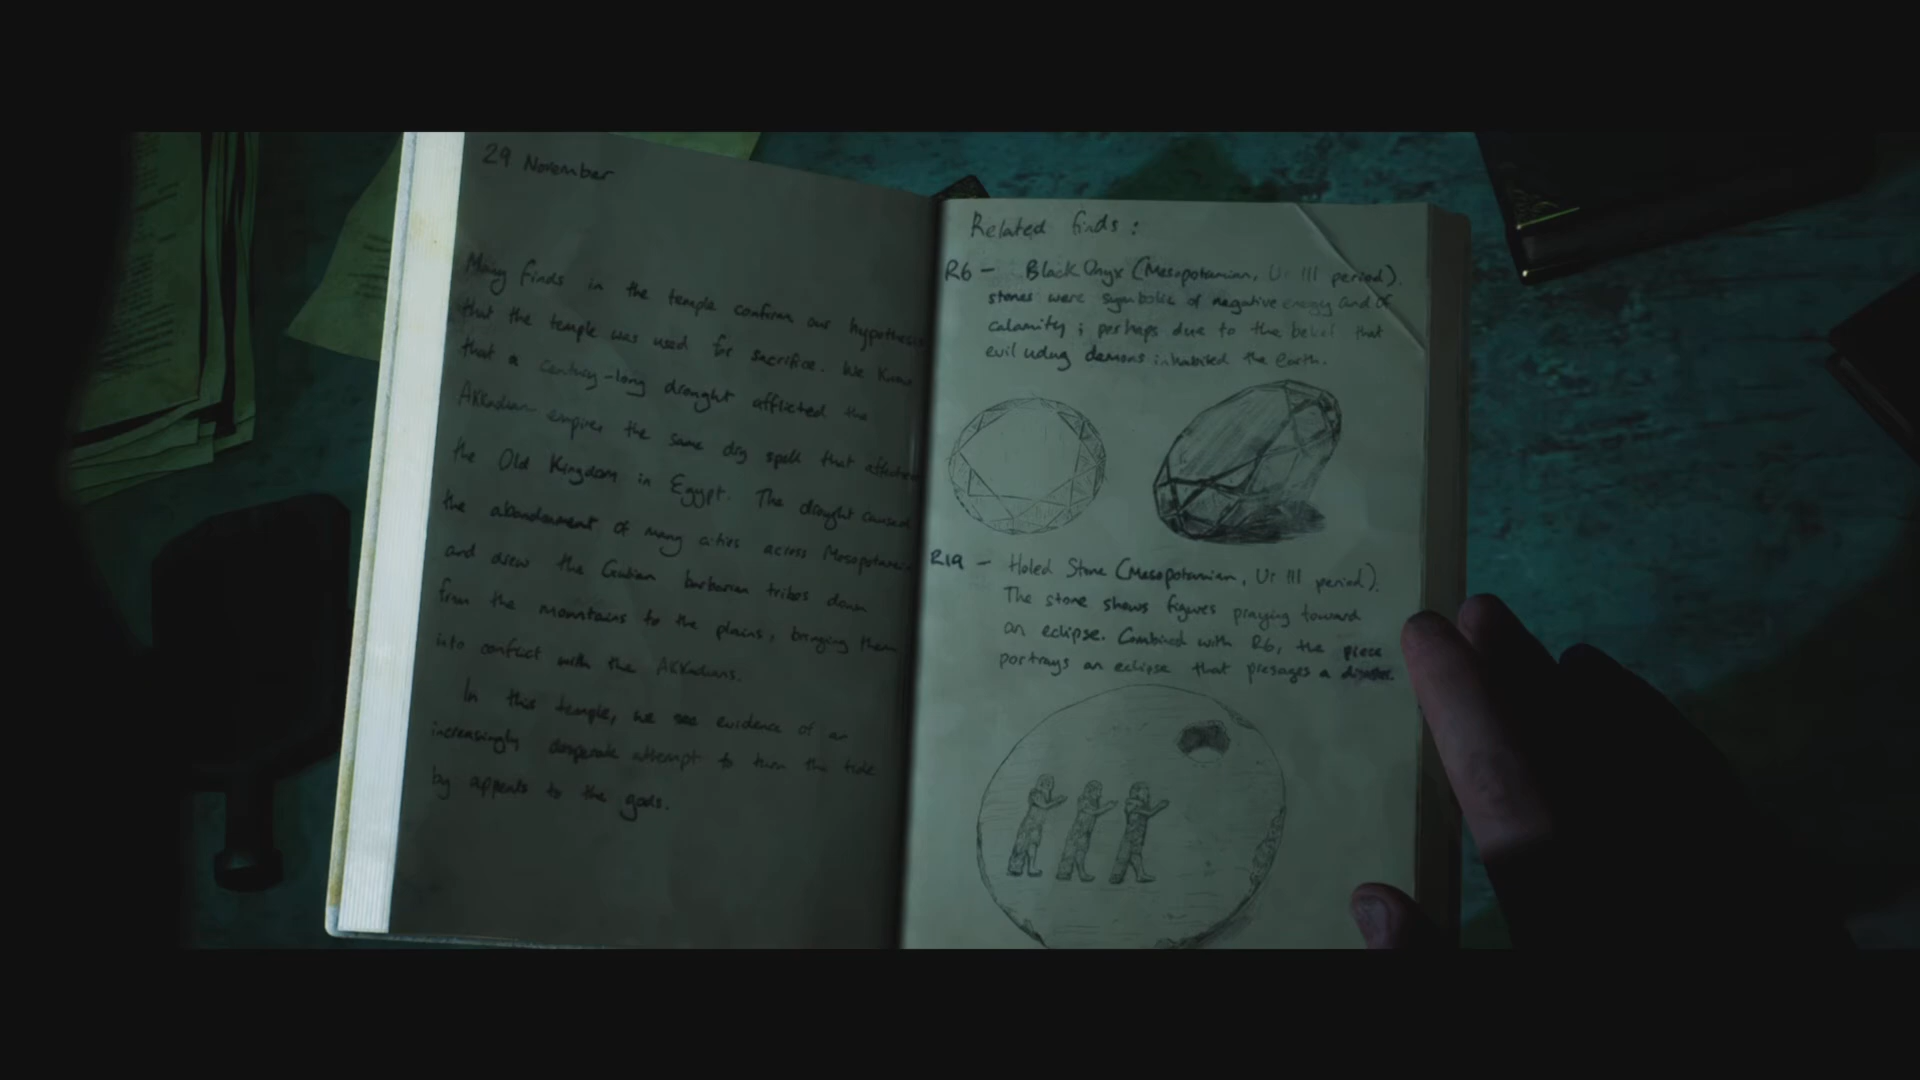 29 November
Many finds in the temple confirm our hypothesis
that the temple was used for sacrifice. We know
that a century-long drought afflicted the
Akkadian empire, the same dry spell that affected
the Old Kingdom in Egypt. The drought caused
the abandonment of many cities across Mesopotamia
and drew the Gutian barbarian tribes down
from the mountains to the plains, bringing them
into conflict with the Akkadians.
In this temple, we see evidence of an
increasingly desperate attempt to turn the tide
by appeals to the gods.
Related finds:
R6 - Black Onyx (Mesopotamian, Ur III period).
stones were symbolic of negative energy and of
calamity; perhaps due to the belief that
evil udug demons inhabited the earth.
R19 - Holed Stone (Mesopotamian, Ur III period).
The stone shows figures praying toward
an eclipse. Combined with R6, the piece
portrays an eclipse that presages a disaster.